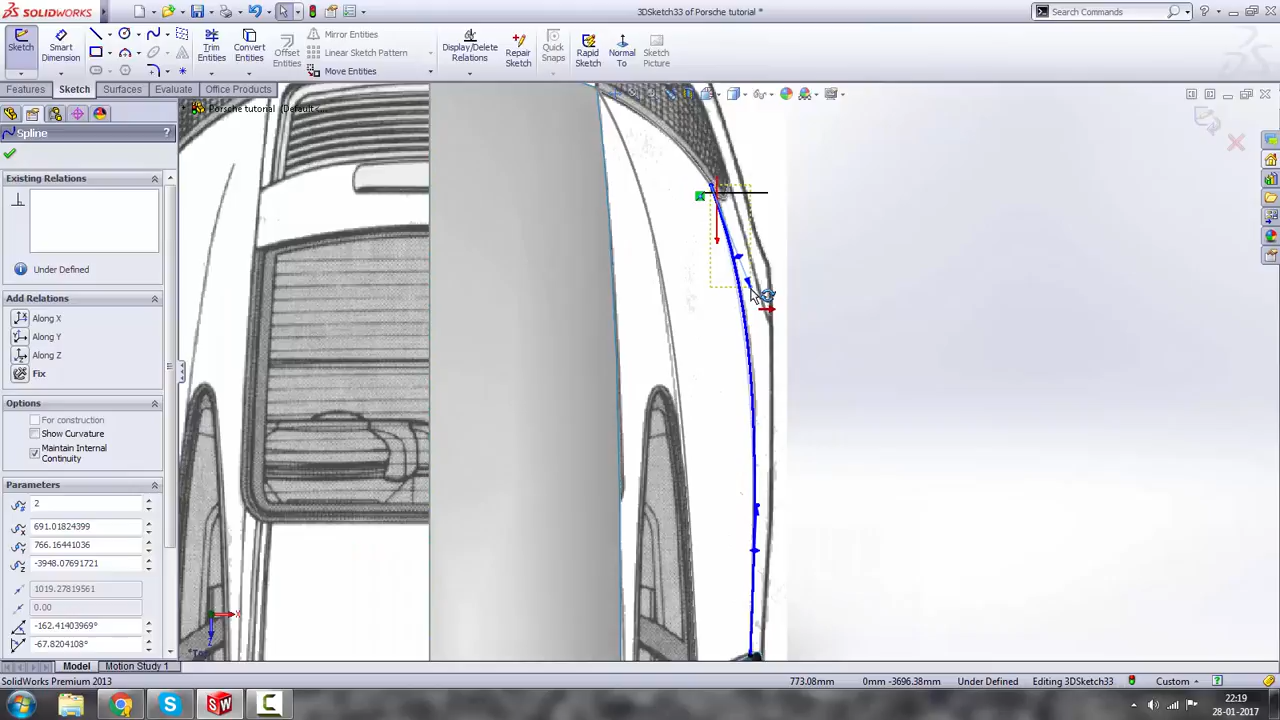 SOLIDWORKS
3DSketch33 of Porsche tutorial *
Search Commands
Sketch
Smart Dimension
Trim Entities
Convert Entities
Offset Entities
Mirror Entities
Linear Sketch Pattern
Move Entities
Display/Delete Relations
Repair Sketch
Quick Snaps
Rapid Sketch
Normal To
Sketch Picture
Features
Sketch
Surfaces
Evaluate
Office Products
Porsche tutorial (Default<...
Spline
?
Existing Relations
Under Defined
Add Relations
Along X
Along Y
Along Z
Fix
Options
For construction
Show Curvature
Maintain Internal
Continuity
Parameters
2
691.01824399
766.16441036
-3948.07691721
1019.27819561
0.00
-162.41403969°
-67.8204108°
X
Z
*Top
Model
Motion Study 1
SolidWorks Premium 2013
773.08mm
0mm -3696.38mm
Under Defined
Editing 3DSketch33
Custom
22:19
28-01-2017